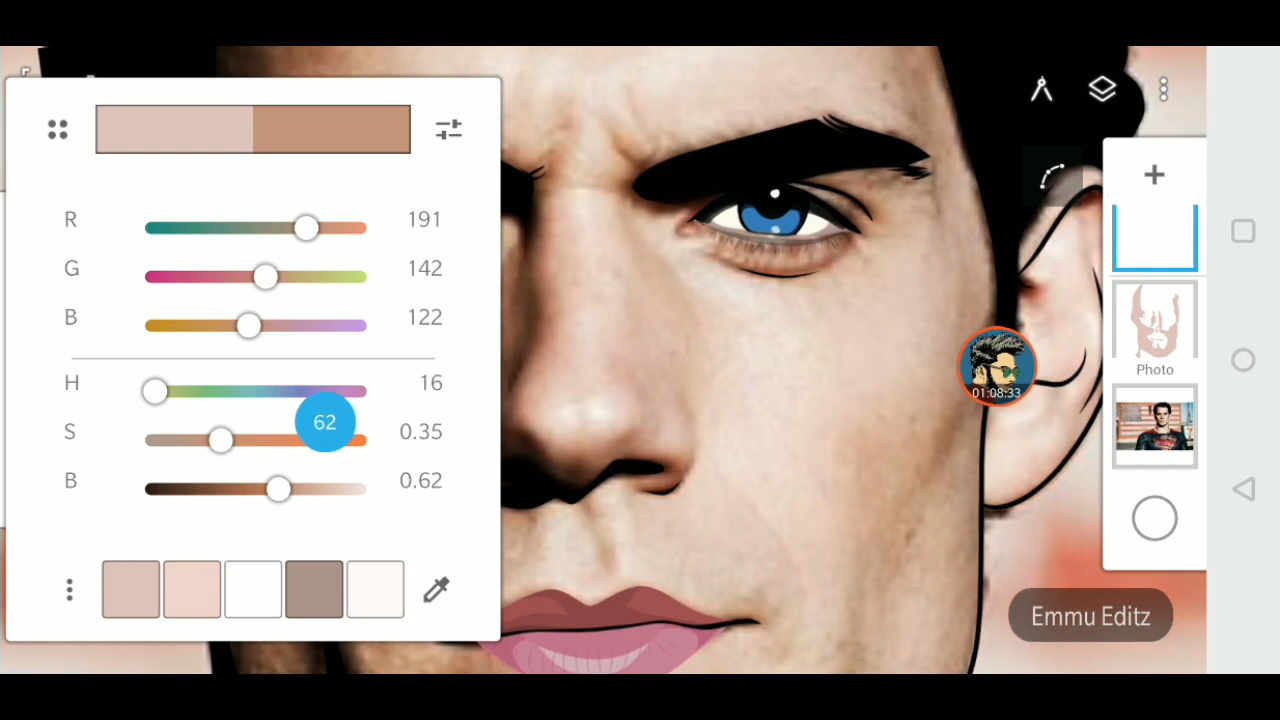 R 191
G 142
B 122
H 16
62
S 0.35
B 0.62
01:08:33
Photo
Emmu Editz